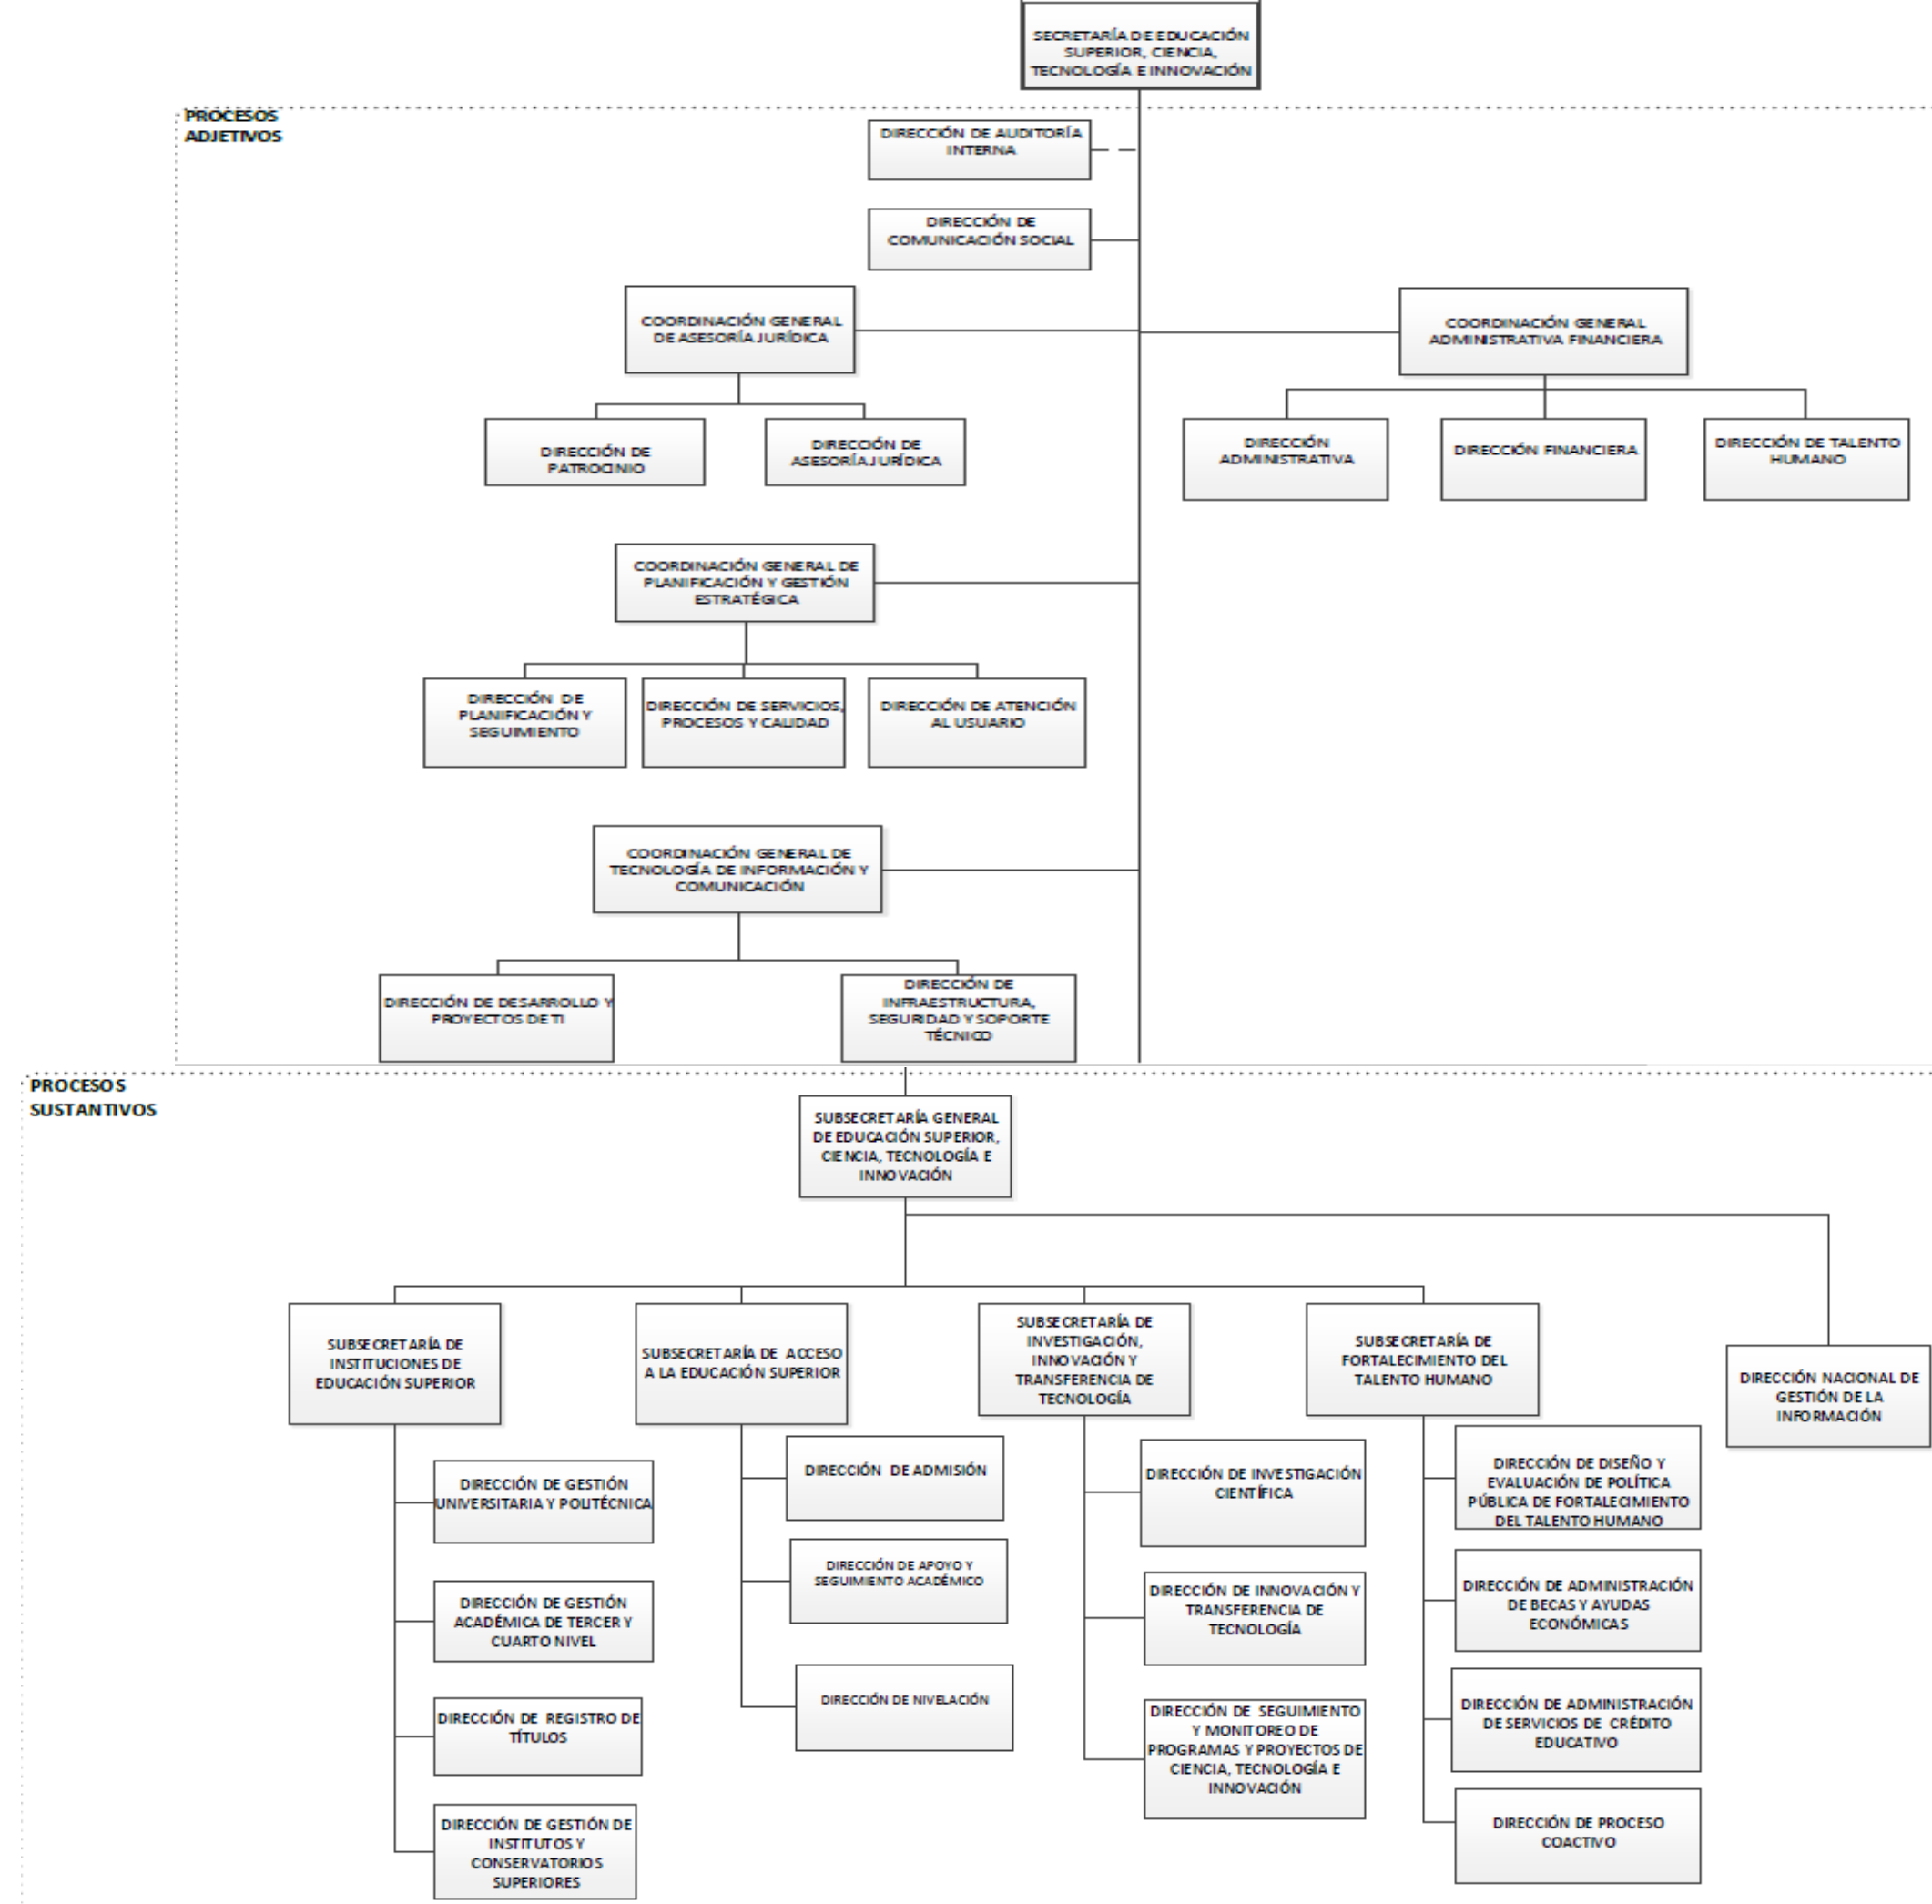 SECRETARÍA DE EDUCACIÓN
SUPERIOR, CIENCIA,
TECNOLOGÍA E INNOVACIÓN
PROCESOS
ADJETIVOS
DIRECCIÓN DE AUDITORÍA
INTERNA
DIRECCIÓN DE
COMUNICACIÓN SOCIAL
COORDINACIÓN GENERAL
DE ASESORÍA JURÍDICA
COORDINACIÓN GENERAL
ADMINISTRATIVA FINANCIERA
DIRECCIÓN DE
PATROCINIO
DIRECCIÓN DE
ASESORÍA JURÍDICA
DIRECCIÓN
ADMINISTRATIVA
DIRECCIÓN FINANCIERA
DIRECCIÓN DE TALENTO
HUMANO
COORDINACIÓN GENERAL DE
PLANIFICACIÓN Y GESTIÓN
ESTRATÉGICA
DIRECCIÓN DE
PLANIFICACIÓN Y
SEGUIMIENTO
DIRECCIÓN DE SERVICIOS,
PROCESOS Y CALIDAD
DIRECCIÓN DE ATENCIÓN
AL USUARIO
COORDINACIÓN GENERAL DE
TECNOLOGÍA DE INFORMACIÓN Y
COMUNICACIÓN
DIRECCIÓN DE DESARROLLO Y
PROYECTOS DE TI
DIRECCIÓN DE
INFRAESTRUCTURA,
SEGURIDAD Y SOPORTE
TÉCNICO
PROCESOS
SUSTANTIVOS
SUBSECRETARÍA GENERAL
DE EDUCACIÓN SUPERIOR,
CIENCIA, TECNOLOGÍA E
INNOVACIÓN
SUBSECRETARÍA DE
INSTITUCIONES DE
EDUCACIÓN SUPERIOR
SUBSECRETARÍA DE ACCESO
A LA EDUCACIÓN SUPERIOR
SUBSECRETARÍA DE
INVESTIGACIÓN,
INNOVACIÓN Y
TRANSFERENCIA DE
TECNOLOGÍA
SUBSECRETARÍA DE
FORTALECIMIENTO DEL
TALENTO HUMANO
DIRECCIÓN NACIONAL DE
GESTIÓN DE LA
INFORMACIÓN
DIRECCIÓN DE GESTIÓN
UNIVERSITARIA Y POLITÉCNICA
DIRECCIÓN DE GESTIÓN
ACADÉMICA DE TERCER Y
CUARTO NIVEL
DIRECCIÓN DE REGISTRO DE
TÍTULOS
DIRECCIÓN DE GESTIÓN DE
INSTITUTOS Y
CONSERVATORIOS
SUPERIORES
DIRECCIÓN DE ADMISIÓN
DIRECCIÓN DE APOYO Y
SEGUIMIENTO ACADÉMICO
DIRECCIÓN DE NIVELACIÓN
DIRECCIÓN DE INVESTIGACIÓN
CIENTÍFICA
DIRECCIÓN DE INNOVACIÓN Y
TRANSFERENCIA DE
TECNOLOGÍA
DIRECCIÓN DE SEGUIMIENTO
Y MONITOREO DE
PROGRAMAS Y PROYECTOS DE
CIENCIA, TECNOLOGÍA E
INNOVACIÓN
DIRECCIÓN DE DISEÑO Y
EVALUACIÓN DE POLÍTICA
PÚBLICA DE FORTALECIMIENTO
DEL TALENTO HUMANO
DIRECCIÓN DE ADMINISTRACIÓN
DE BECAS Y AYUDAS
ECONÓMICAS
DIRECCIÓN DE ADMINISTRACIÓN
DE SERVICIOS DE CRÉDITO
EDUCATIVO
DIRECCIÓN DE PROCESO
COACTIVO